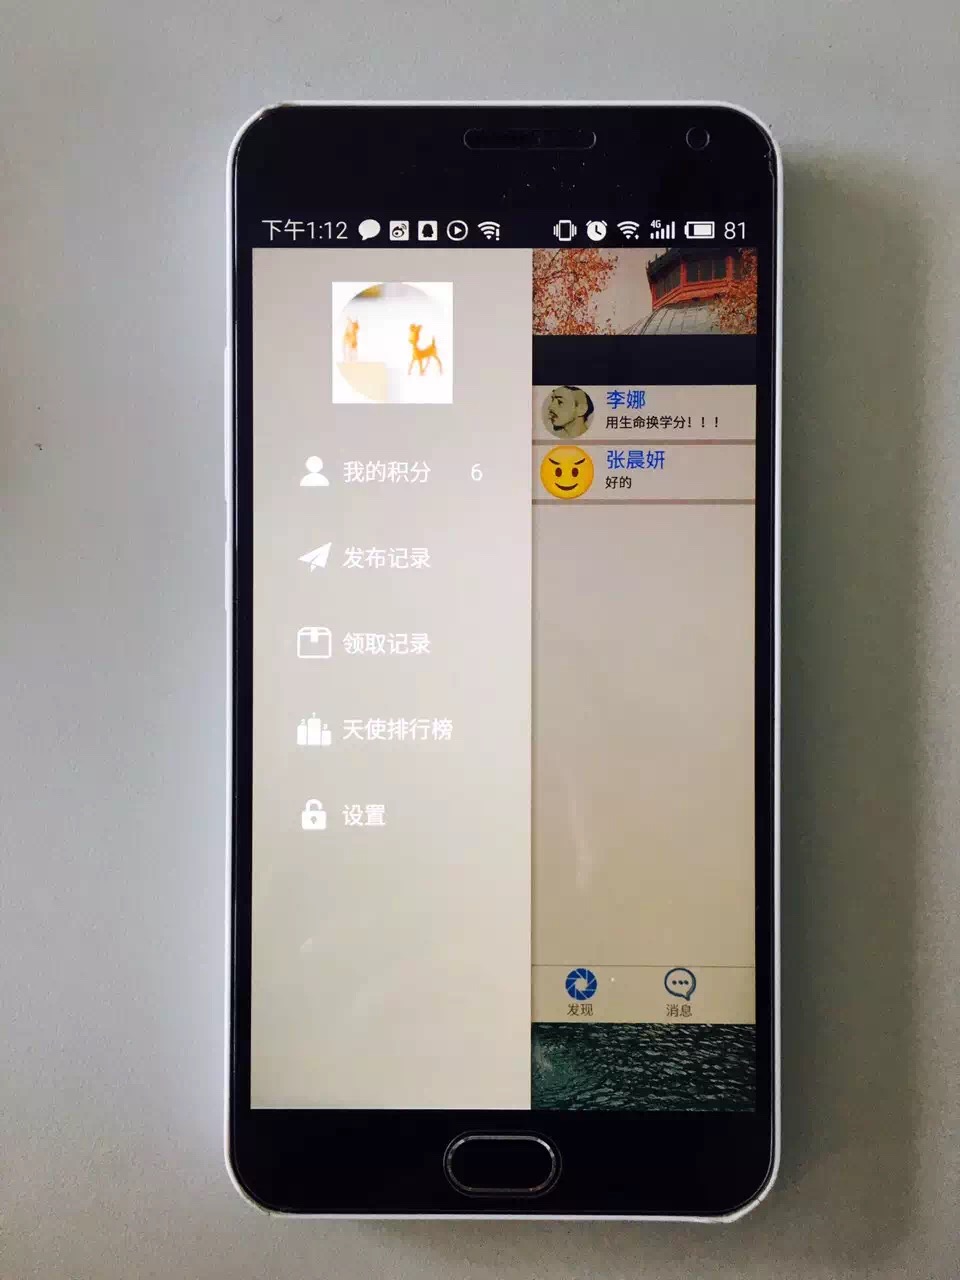 下午1:12
4G
81
我的积分 6
发布记录
领取记录
天使排行榜
设置
李娜
用生命换学分！！！
张晨妍
好的
发现
消息